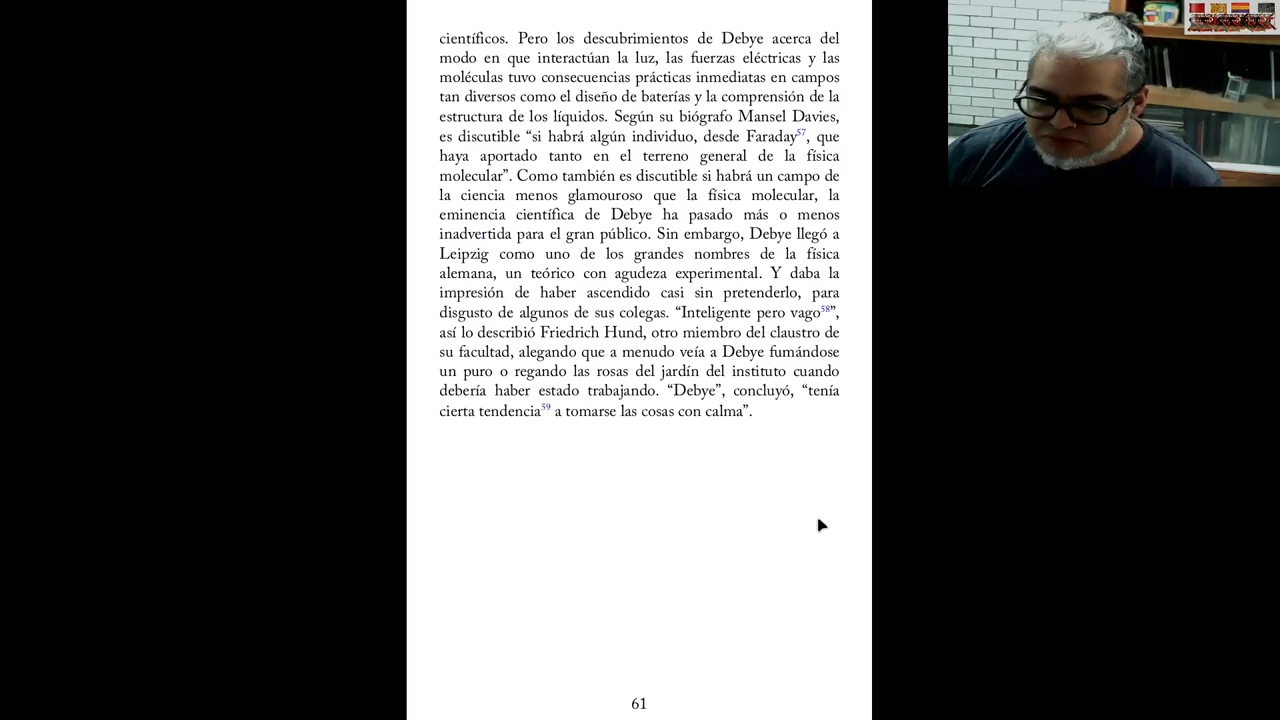 científicos. Pero los descubrimientos de Debye acerca del
modo en que interactúan la luz, las fuerzas eléctricas y las
moléculas tuvo consecuencias prácticas inmediatas en campos
tan diversos como el diseño de baterías y la comprensión de la
estructura de los líquidos. Según su biógrafo Mansel Davies,
es discutible “si habrá algún individuo, desde Faraday57, que
haya aportado tanto en el terreno general de la física
molecular”. Como también es discutible si habrá un campo de
la ciencia menos glamouroso que la física molecular, la
eminencia científica de Debye ha pasado más o menos
inadvertida para el gran público. Sin embargo, Debye llegó a
Leipzig como uno de los grandes nombres de la física
alemana, un teórico con agudeza experimental. Y daba la
impresión de haber ascendido casi sin pretenderlo, para
disgusto de algunos de sus colegas. “Inteligente pero vago58”,
así lo describió Friedrich Hund, otro miembro del claustro de
su facultad, alegando que a menudo veía a Debye fumándose
un puro o regando las rosas del jardín del instituto cuando
debería haber estado trabajando. “Debye”, concluyó, “tenía
cierta tendencia59 a tomarse las cosas con calma”.
61